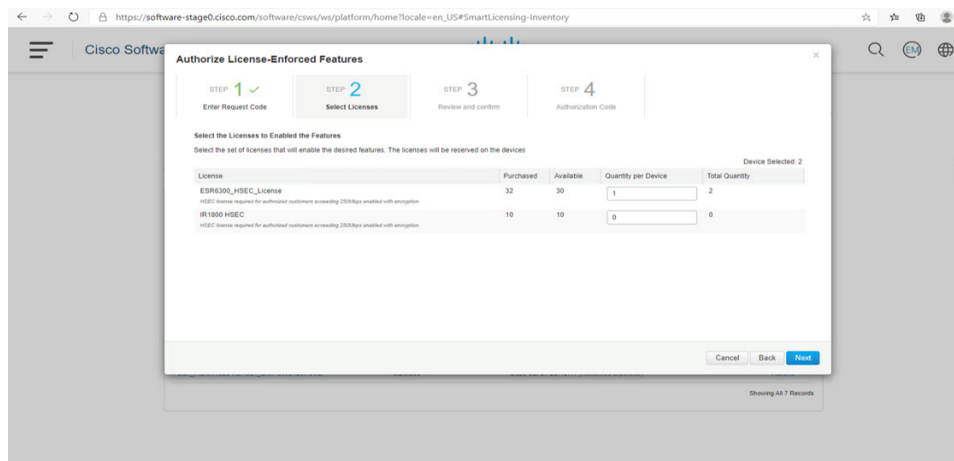 https://software-stage0.cisco.com/software/csws/ws/platform/home?locale=en_US#SmartLicensing-Inventory
Cisco Softwa
EM
Authorize License-Enforced Features
STEP 1
STEP 2
STEP 3
STEP 4
Enter Request Code
Select Licenses
Review and confirm
Authorization Code
Select the Licenses to Enabled the Features
Select the set of licenses that will enable the desired features. The licenses will be reserved on the devices
Device Selected: 2
License Purchased Available Quantity per Device Total Quantity
ESR6300_HSEC_License 32 30 1 2
HSEC license required for authorized customers exceeding 250Mbps enabled with encryption
IR1800 HSEC 10 10 0 0
HSEC license required for authorized customers exceeding 250Mbps enabled with encryption
Cancel Back Next
Showing All 7 Records